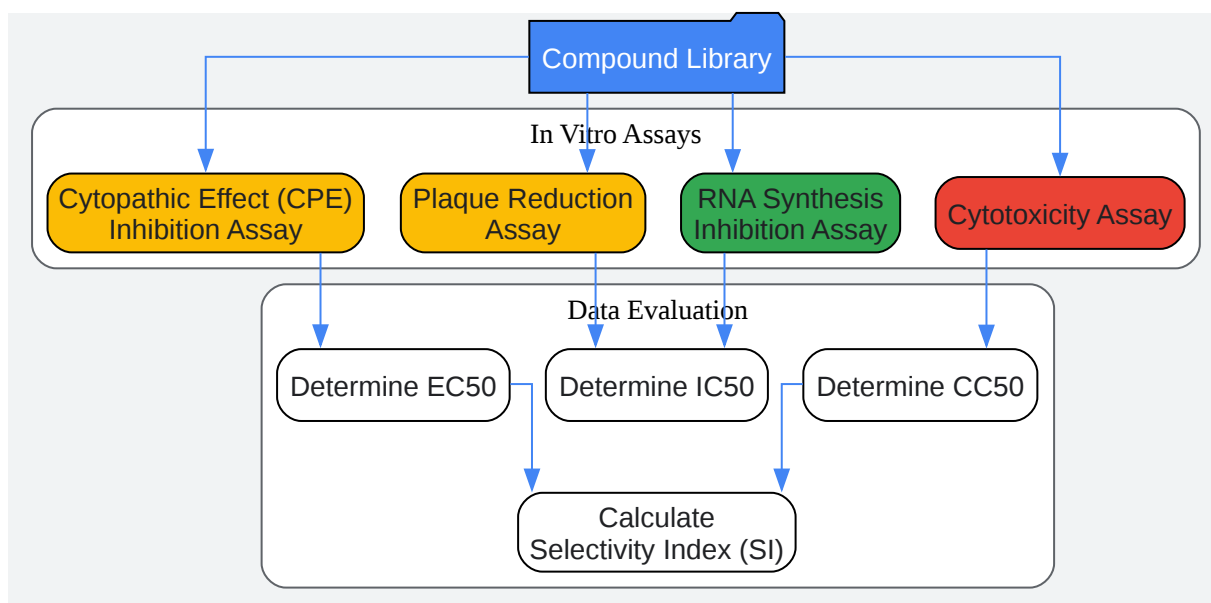 Compound Library
In Vitro Assays
Cytopathic Effect (CPE)
Inhibition Assay
Plaque Reduction
Assay
RNA Synthesis
Inhibition Assay
Cytotoxicity Assay
Data Evaluation
Determine EC50
Determine IC50
Determine CC50
Calculate
Selectivity Index (SI)